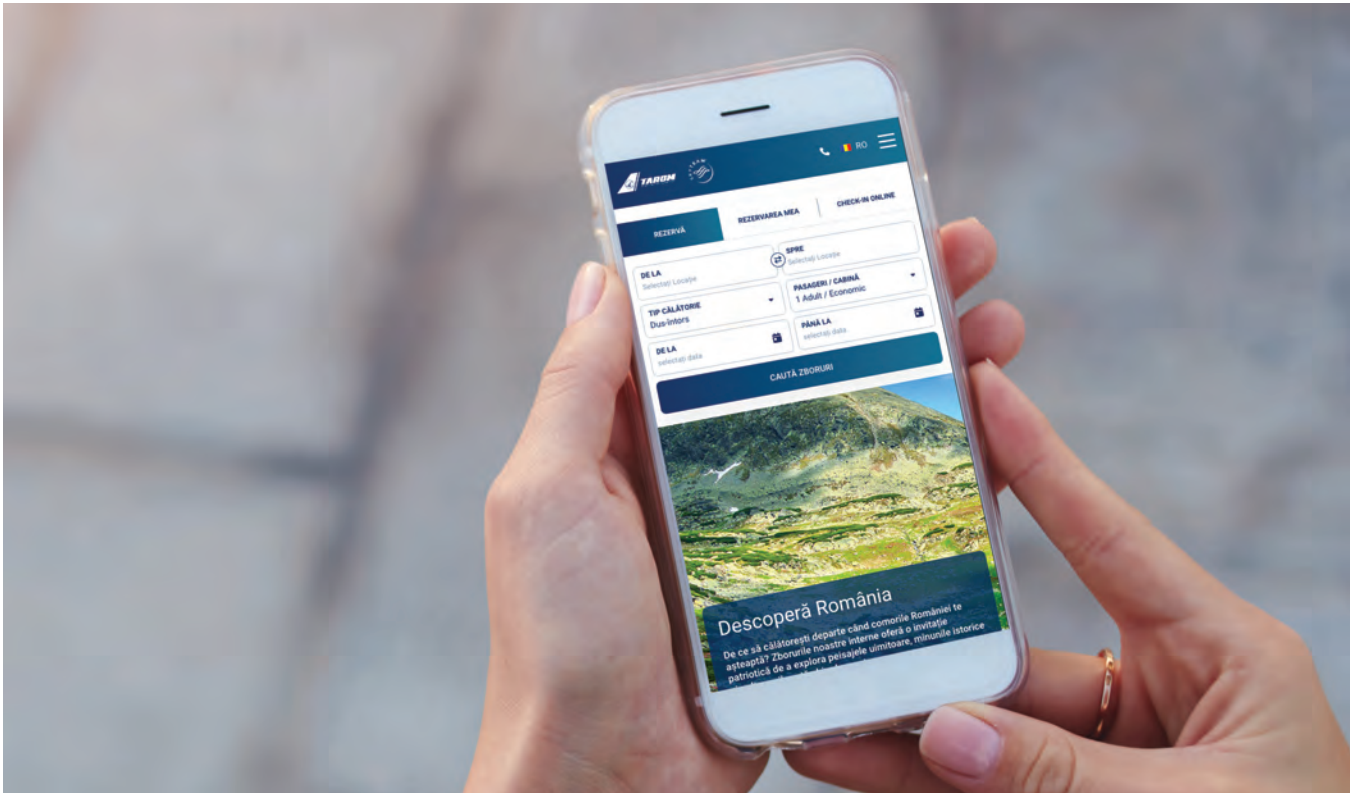 TAROM
RO
REZERVĂ
REZERVAREA MEA
CHECK-IN ONLINE
DE LA
Selectați Locație
SPRE
Selectați Locație
TIP CĂLĂTORIE
Dus-întors
PASAGERI / CABINĂ
1 Adult / Economic
DE LA
selectați data
PÂNĂ LA
selectați data
CAUTĂ ZBORURI
Descoperă România
De ce să călătorești departe când comorile României te
așteaptă? Zborurile noastre interne oferă o invitație
patriotică de a explora peisajele uimitoare, minunile istorice